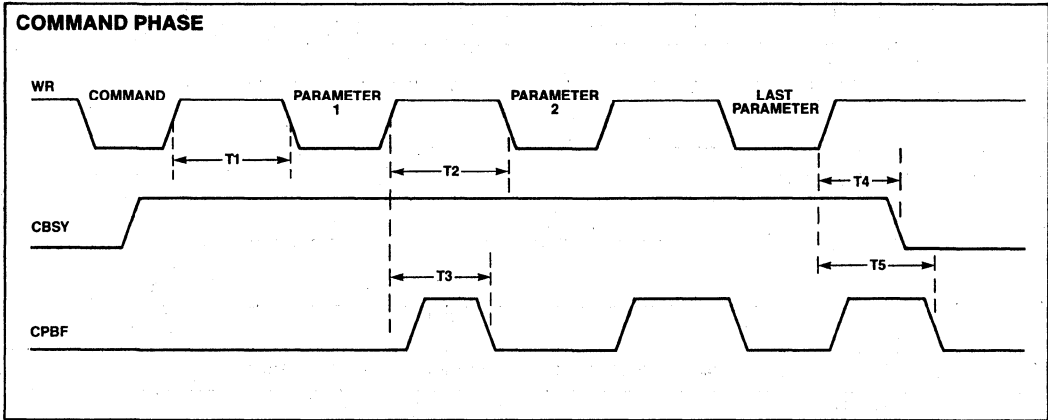 COMMAND PHASE
WR
COMMAND
PARAMETER
1
PARAMETER
2
LAST
PARAMETER
T1
T2
T4
CBSY
T3
T5
CPBF